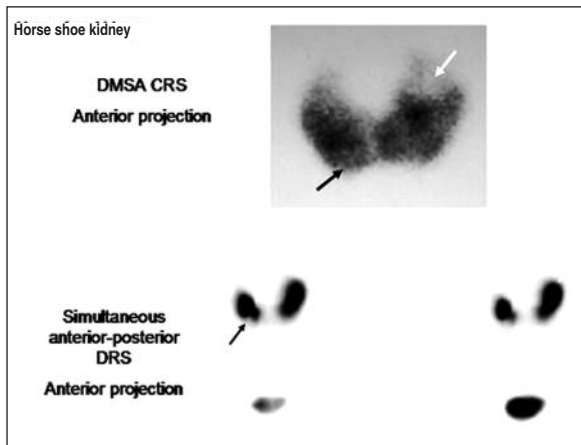 Horse shoe kidney
DMSA CRS
Anterior projection
Simultaneous
anterior-posterior
DRS
Anterior projection